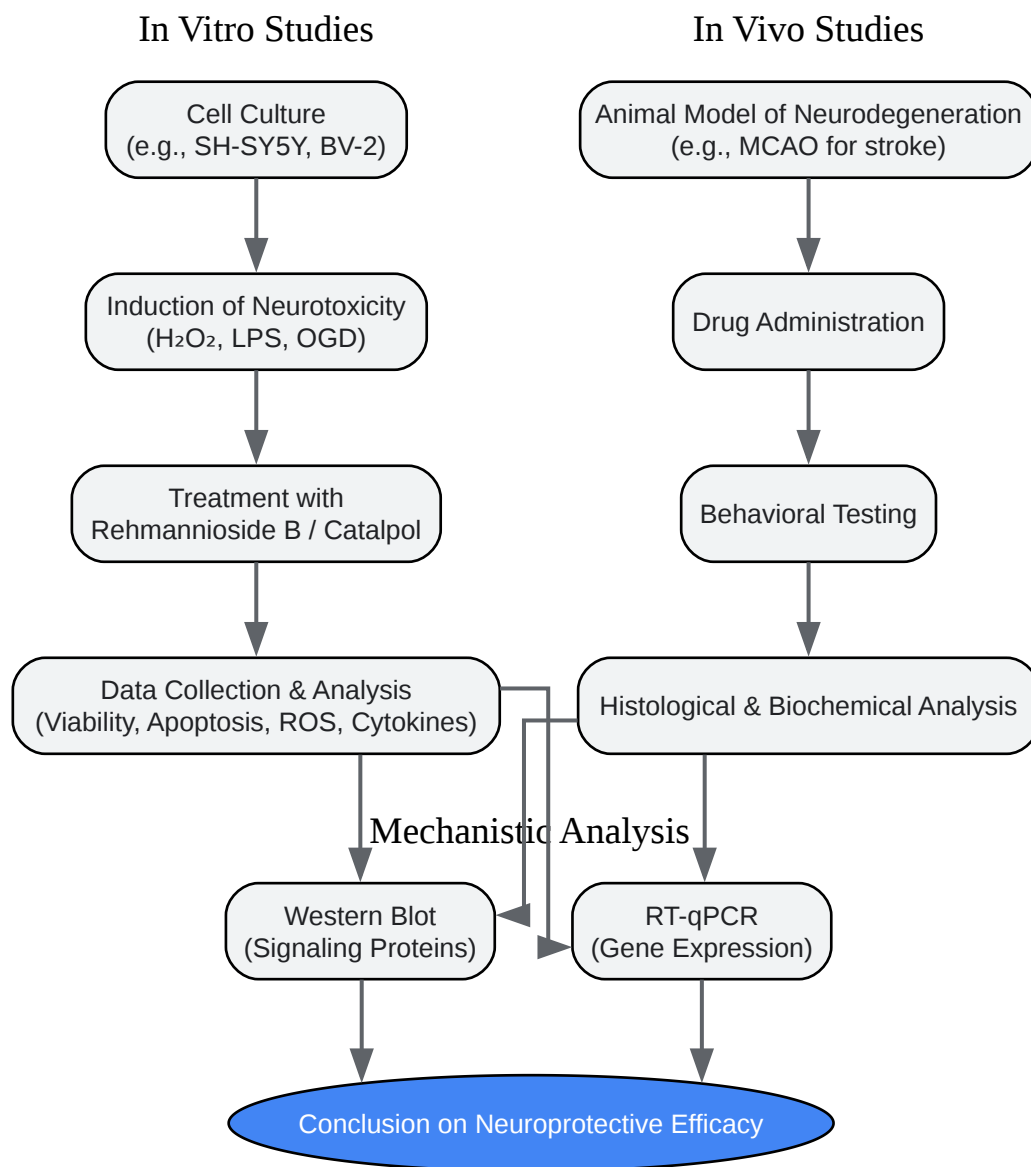 In Vitro Studies
Cell Culture
(e.g., SH-SY5Y, BV-2)
Induction of Neurotoxicity
(H₂O₂, LPS, OGD)
Treatment with
Rehmannioside B / Catalpol
Data Collection & Analysis
(Viability, Apoptosis, ROS, Cytokines)
In Vivo Studies
Animal Model of Neurodegeneration
(e.g., MCAO for stroke)
Drug Administration
Behavioral Testing
Histological & Biochemical Analysis
Mechanistic Analysis
Western Blot
(Signaling Proteins)
RT-qPCR
(Gene Expression)
Conclusion on Neuroprotective Efficacy